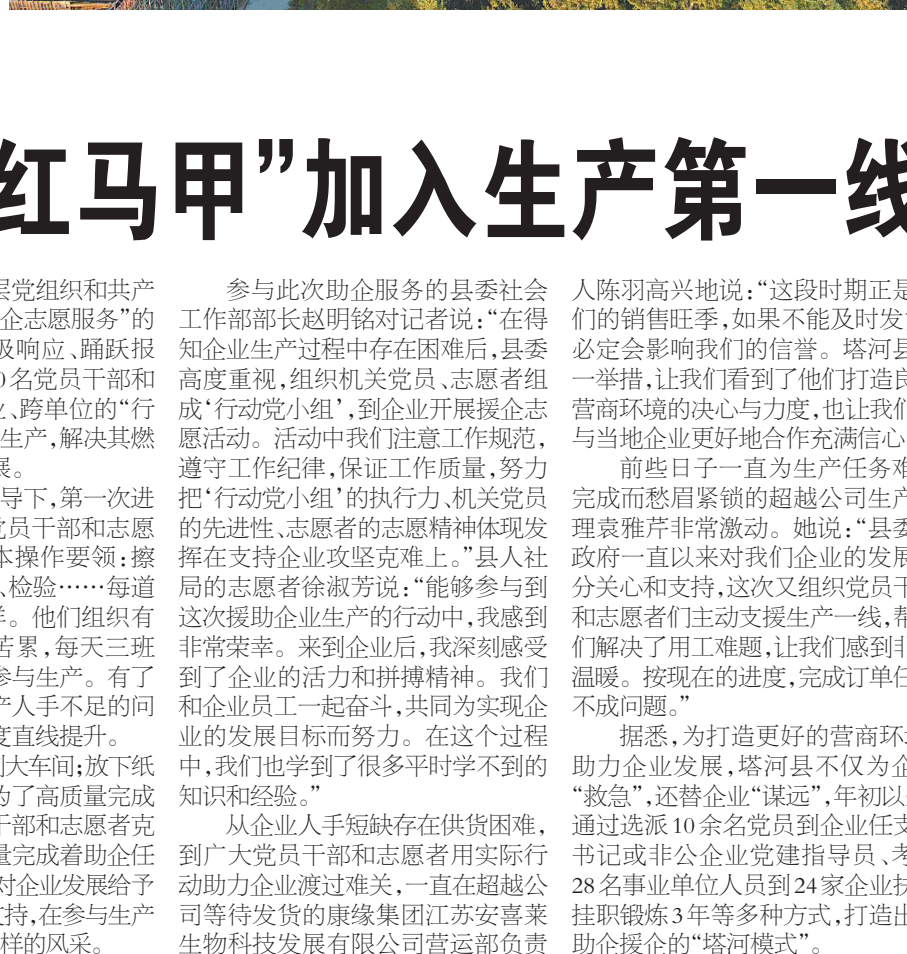 红马甲”加入生产第一线
层党组织和共产
企志愿服务”的
极响应、踊跃报
0名党员干部和
业、跨单位的“行
生产,解决其燃
展。
导下,第一次进
党员干部和志愿
本操作要领:擦
、检验……每道
样。他们组织有
苦累,每天三班
参与生产。有了
产人手不足的问
度直线提升。
到大车间;放下纸
为了高质量完成
干部和志愿者克
量完成着助企任
对企业发展给予
支持,在参与生产
样的风采。
参与此次助企服务的县委社会
工作部部长赵明铭对记者说:“在得
知企业生产过程中存在困难后,县委
高度重视,组织机关党员、志愿者组
成‘行动党小组’,到企业开展援企志
愿活动。活动中我们注意工作规范,
遵守工作纪律,保证工作质量,努力
把‘行动党小组’的执行力、机关党员
的先进性、志愿者的志愿精神体现发
挥在支持企业攻坚克难上。”县人社
局的志愿者徐淑芳说:“能够参与到
这次援助企业生产的行动中,我感到
非常荣幸。来到企业后,我深刻感受
到了企业的活力和拼搏精神。我们
和企业员工一起奋斗,共同为实现企
业的发展目标而努力。在这个过程
中,我们也学到了很多平时学不到的
知识和经验。”
从企业人手短缺存在供货困难,
到广大党员干部和志愿者用实际行
动助力企业渡过难关,一直在超越公
司等待发货的康缘集团江苏安喜莱
生物科技发展有限公司营运部负责
人陈羽高兴地说:“这段时期正是
们的销售旺季,如果不能及时发
必定会影响我们的信誉。塔河县
一举措,让我们看到了他们打造良
营商环境的决心与力度,也让我们
与当地企业更好地合作充满信心
前些日子一直为生产任务难
完成而愁眉紧锁的超越公司生产
理袁雅芹非常激动。她说:“县委
政府一直以来对我们企业的发展
分关心和支持,这次又组织党员干
和志愿者们主动支援生产一线,帮
们解决了用工难题,让我们感到非
温暖。按现在的进度,完成订单任
不成问题。”
据悉,为打造更好的营商环境
助力企业发展,塔河县不仅为企
“救急”,还替企业“谋远”,年初以
通过选派10余名党员到企业任支
书记或非公企业党建指导员、考
28名事业单位人员到24家企业扶
挂职锻炼3年等多种方式,打造出
助企援企的“塔河模式”。